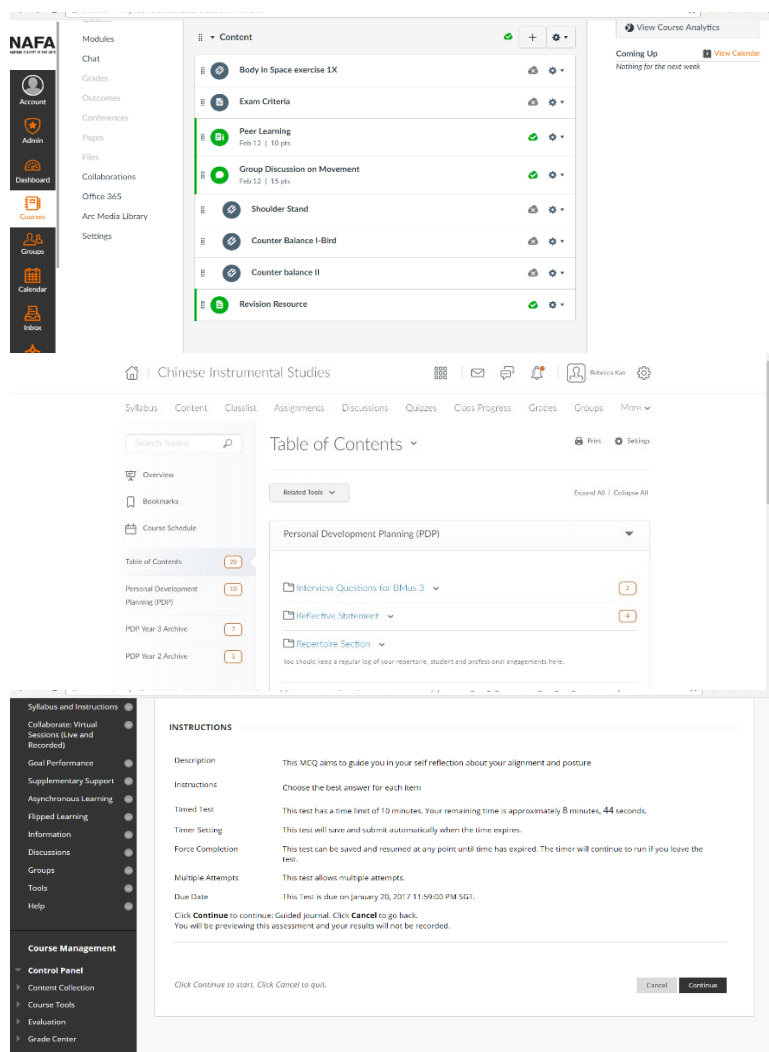 NAFA
Account
Admin
Dashboard
Courses
Groups
Calendar
Inbox
Quizzes
Modules
Chat
Grades
Outcomes
Conferences
Pages
Files
Collaborations
Office 365
Arc Media Library
Settings
Content
Body in Space exercise 1X
Exam Criteria
Peer Learning
Feb 12 | 10 pts
Group Discussion on Movement
Feb 12 | 15 pts
Shoulder Stand
Counter Balance I-Bird
Counter balance II
Revision Resource
View Course Analytics
Coming Up
View Calendar
Nothing for the next week
Chinese Instrumental Studies
Rebecca Kan
Syllabus Content Classlist Assignments Discussions Quizzes Class Progress Grades Groups More
Search Topics
Overview
Bookmarks
Course Schedule
Table of Contents 20
Personal Development 10
Planning (PDP)
PDP Year 3 Archive 7
PDP Year 2 Archive 3
Table of Contents
Print Settings
Related Tools
Expand All | Collapse All
Personal Development Planning (PDP)
Interview Questions for BMus 3 2
Reflective Statement 4
Repertoire Section
You should keep a regular log of your repertoire, student and professional engagements here.
Syllabus and Instructions
Collaborate: Virtual
Sessions (Live and
Recorded)
Goal Performance
Supplementary Support
Asynchronous Learning
Flipped Learning
Information
Discussions
Groups
Tools
Help
Course Management
Control Panel
Content Collection
Course Tools
Evaluation
Grade Center
INSTRUCTIONS
Description This MCQ aims to guide you in your self reflection about your alignment and posture
Instructions Choose the best answer for each item
Timed Test This test has a time limit of 10 minutes. Your remaining time is approximately 8 minutes, 44 seconds.
Timer Setting This test will save and submit automatically when the time expires.
Force Completion This test can be saved and resumed at any point until time has expired. The timer will continue to run if you leave the
test.
Multiple Attempts This test allows multiple attempts.
Due Date This Test is due on January 20, 2017 11:59:00 PM SGT.
Click Continue to continue: Guided journal. Click Cancel to go back.
You will be previewing this assessment and your results will not be recorded.
Click Continue to start. Click Cancel to quit.
Cancel Continue